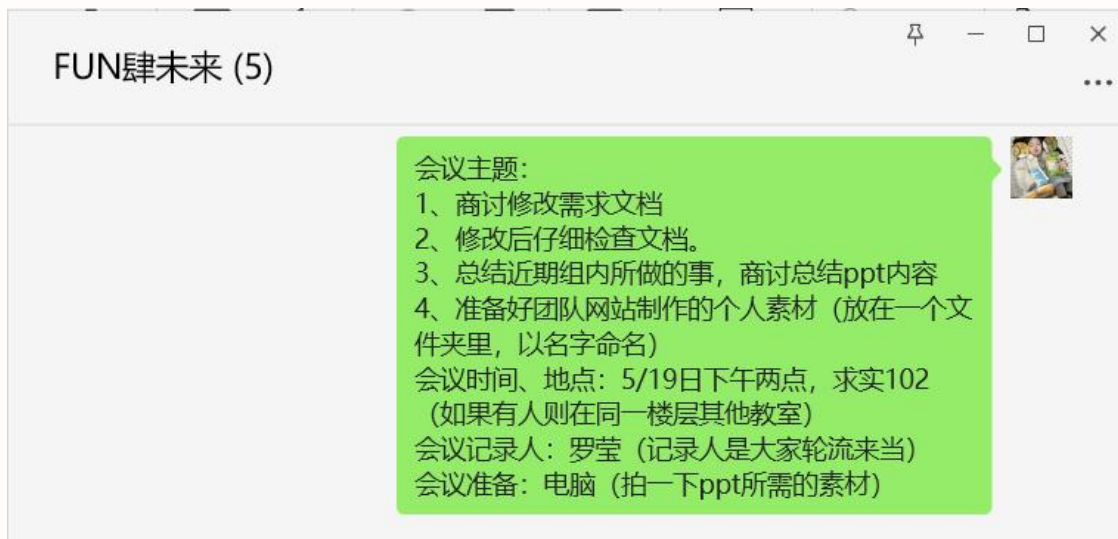 FUN肆未来 (5)
会议主题：
1、商讨修改需求文档
2、修改后仔细检查文档。
3、总结近期组内所做的事，商讨总结ppt内容
4、准备好团队网站制作的个人素材（放在一个文
件夹里，以名字命名）
会议时间、地点：5/19日下午两点，求实102
（如果有人则在同一楼层其他教室）
会议记录人：罗莹（记录人是大家轮流来当）
会议准备：电脑（拍一下ppt所需的素材）